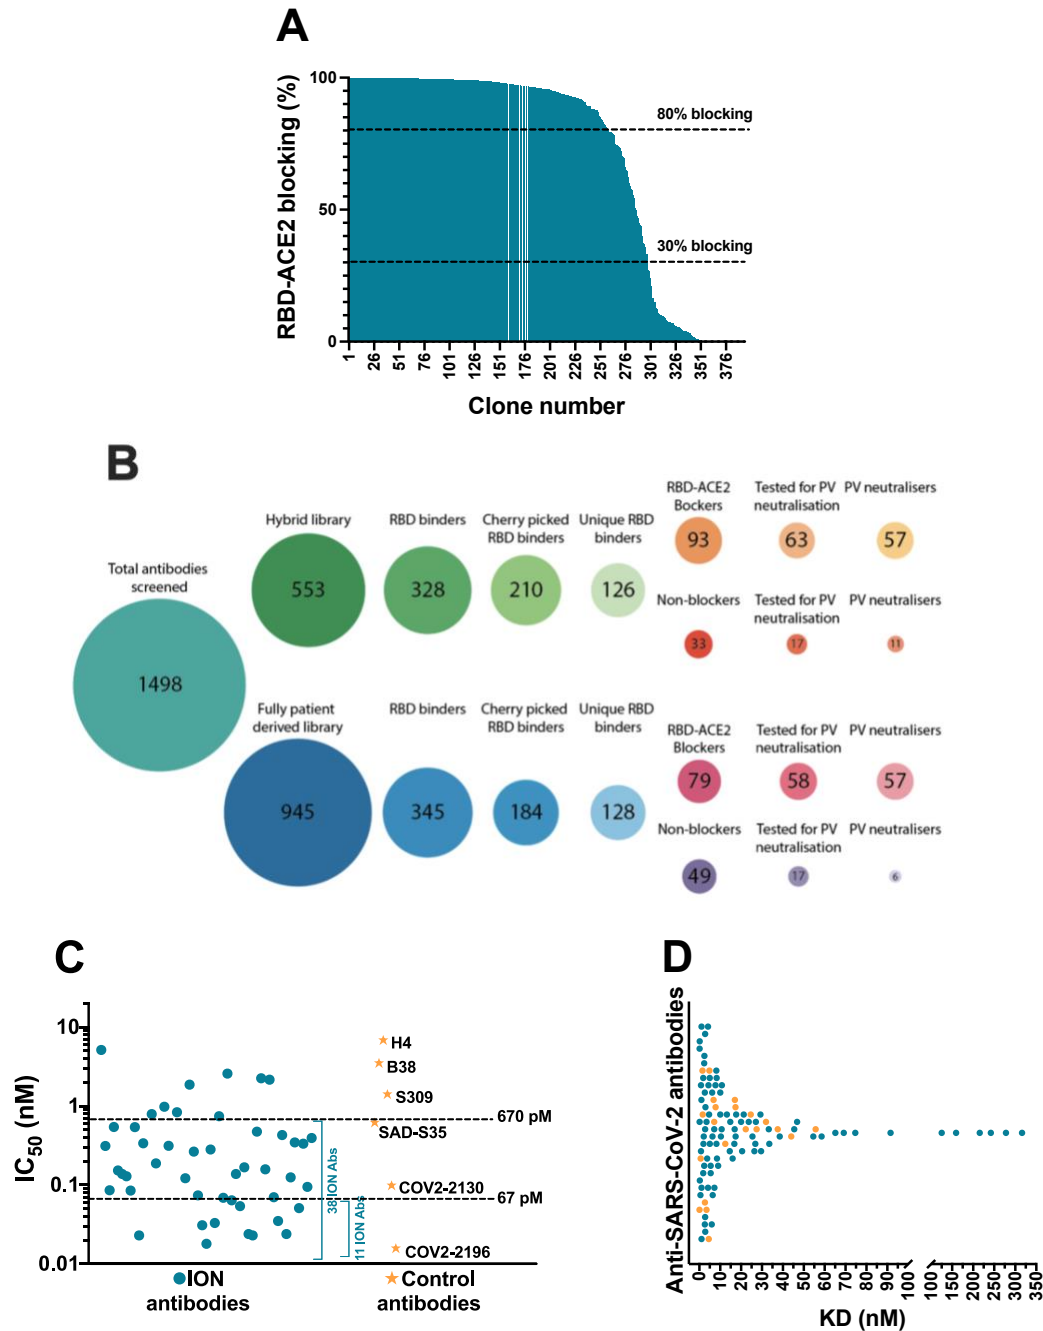 A
RBD-ACE2 blocking (%)
100
50
0
80% blocking
30% blocking
1 26 51 76 101 126 151 176 201 226 251 276 301 326 351 376
Clone number
B
Total antibodies
screened
1498
Hybrid library
553
RBD binders
328
Cherry picked
RBD binders
210
Unique RBD
binders
126
RBD-ACE2
Bockers
93
Tested for PV
neutralisation
63
PV neutralisers
57
Non-blockers
33
Tested for PV
neutralisation
17
PV neutralisers
11
Fully patient
derived library
945
RBD binders
345
Cherry picked
RBD binders
184
Unique RBD
binders
128
RBD-ACE2
Blockers
79
Tested for PV
neutralisation
58
PV neutralisers
57
Non-blockers
49
Tested for PV
neutralisation
17
PV neutralisers
6
C
IC50 (nM)
10
1
0.1
0.01
H4
B38
S309
670 pM
SAD-S35
COV2-2130
67 pM
COV2-2196
38 ION Abs
11 ION Abs
ION
antibodies
Control
antibodies
D
Anti-SARS-CoV-2 antibodies
0 10 20 30 40 50 60 70 80 90 100 100 150 200 250 300 350
KD (nM)